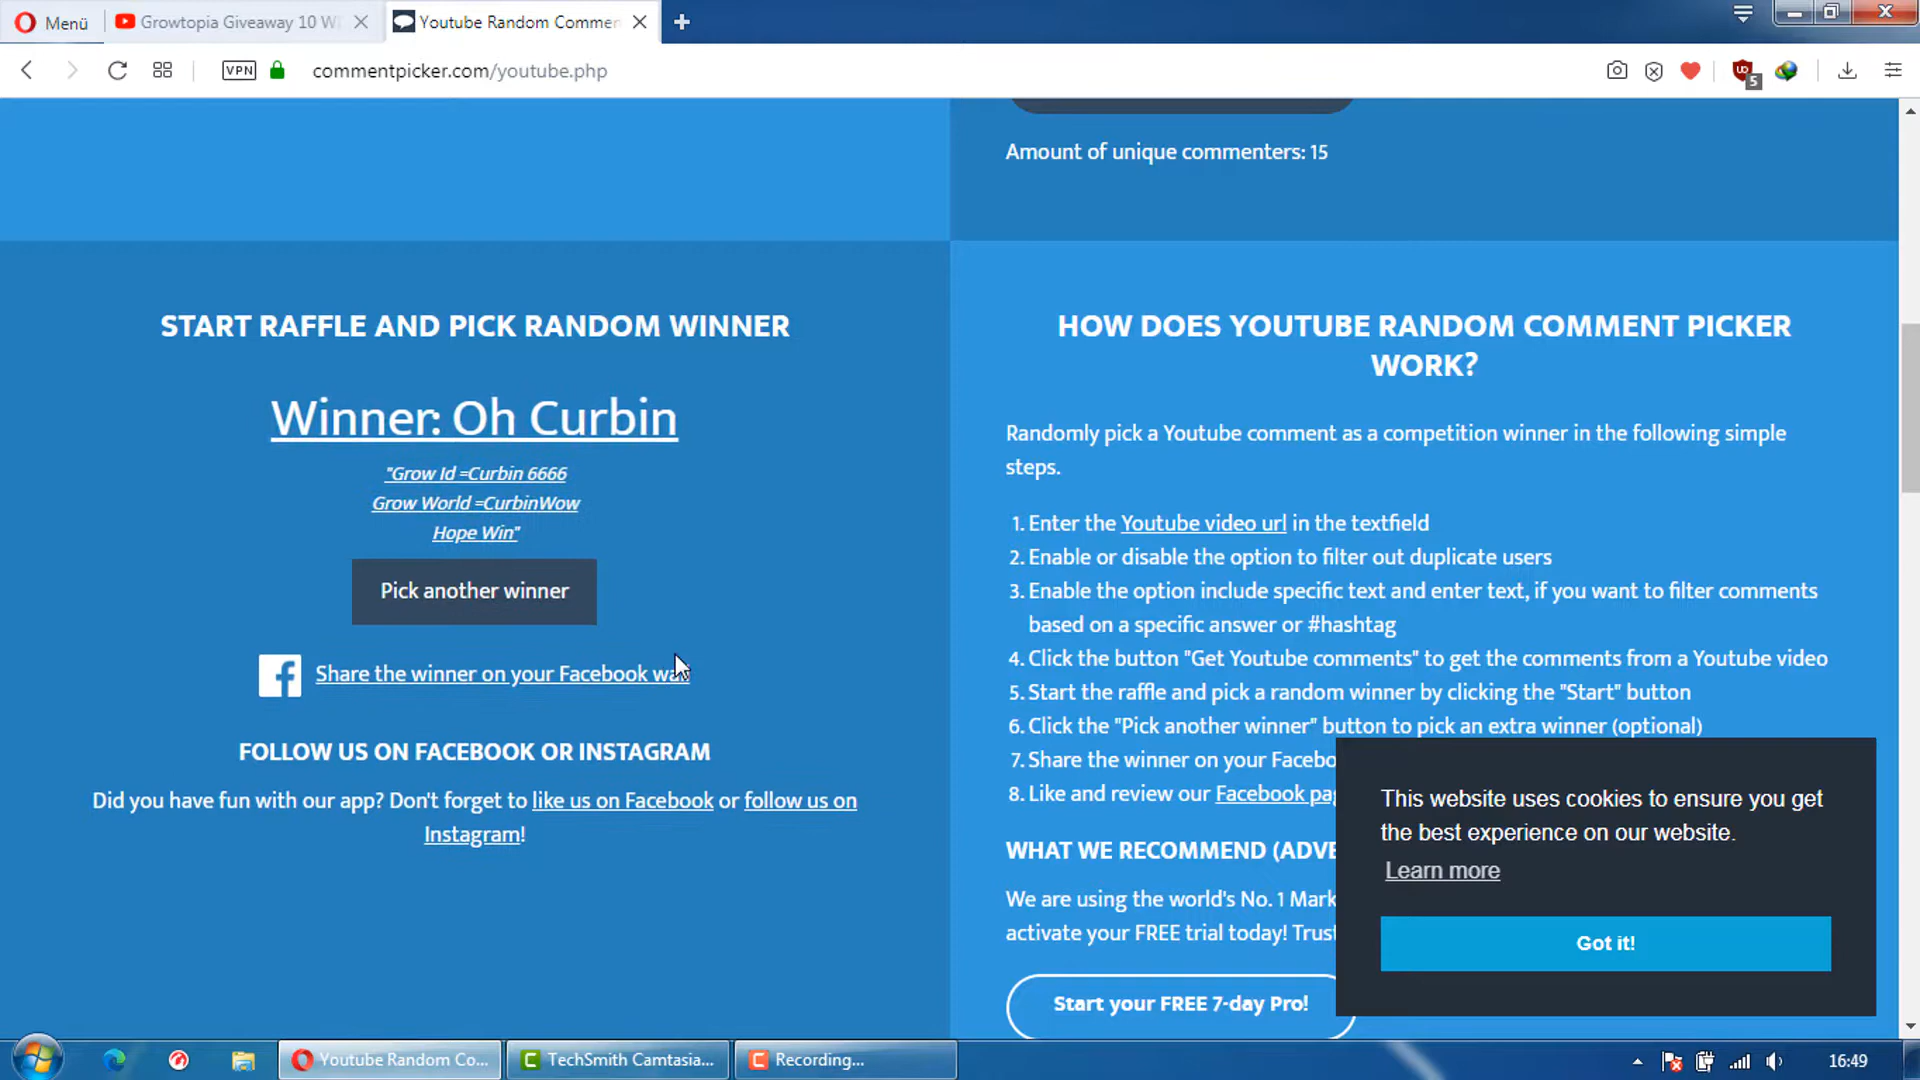 Menü
Growtopia Giveaway 10 W
Youtube Random Commen
VPN
commentpicker.com/youtube.php
5
Amount of unique commenters: 15
START RAFFLE AND PICK RANDOM WINNER
Winner: Oh Curbin
"Grow Id =Curbin 6666
Grow World =CurbinWow
Hope Win"
Pick another winner
Share the winner on your Facebook wa
FOLLOW US ON FACEBOOK OR INSTAGRAM
Did you have fun with our app? Don't forget to like us on Facebook or follow us on
Instagram!
HOW DOES YOUTUBE RANDOM COMMENT PICKER
WORK?
Randomly pick a Youtube comment as a competition winner in the following simple
steps.
1. Enter the Youtube video url in the textfield
2. Enable or disable the option to filter out duplicate users
3. Enable the option include specific text and enter text, if you want to filter comments
based on a specific answer or #hashtag
4. Click the button "Get Youtube comments" to get the comments from a Youtube video
5. Start the raffle and pick a random winner by clicking the "Start" button
6. Click the "Pick another winner" button to pick an extra winner (optional)
7. Share the winner on your Facebo
8. Like and review our Facebook pag
WHAT WE RECOMMEND (ADVE
We are using the world's No. 1 Mark
activate your FREE trial today! Trust
Start your FREE 7-day Pro!
This website uses cookies to ensure you get
the best experience on our website.
Learn more
Got it!
Youtube Random Co...
TechSmith Camtasia...
Recording...
16:49